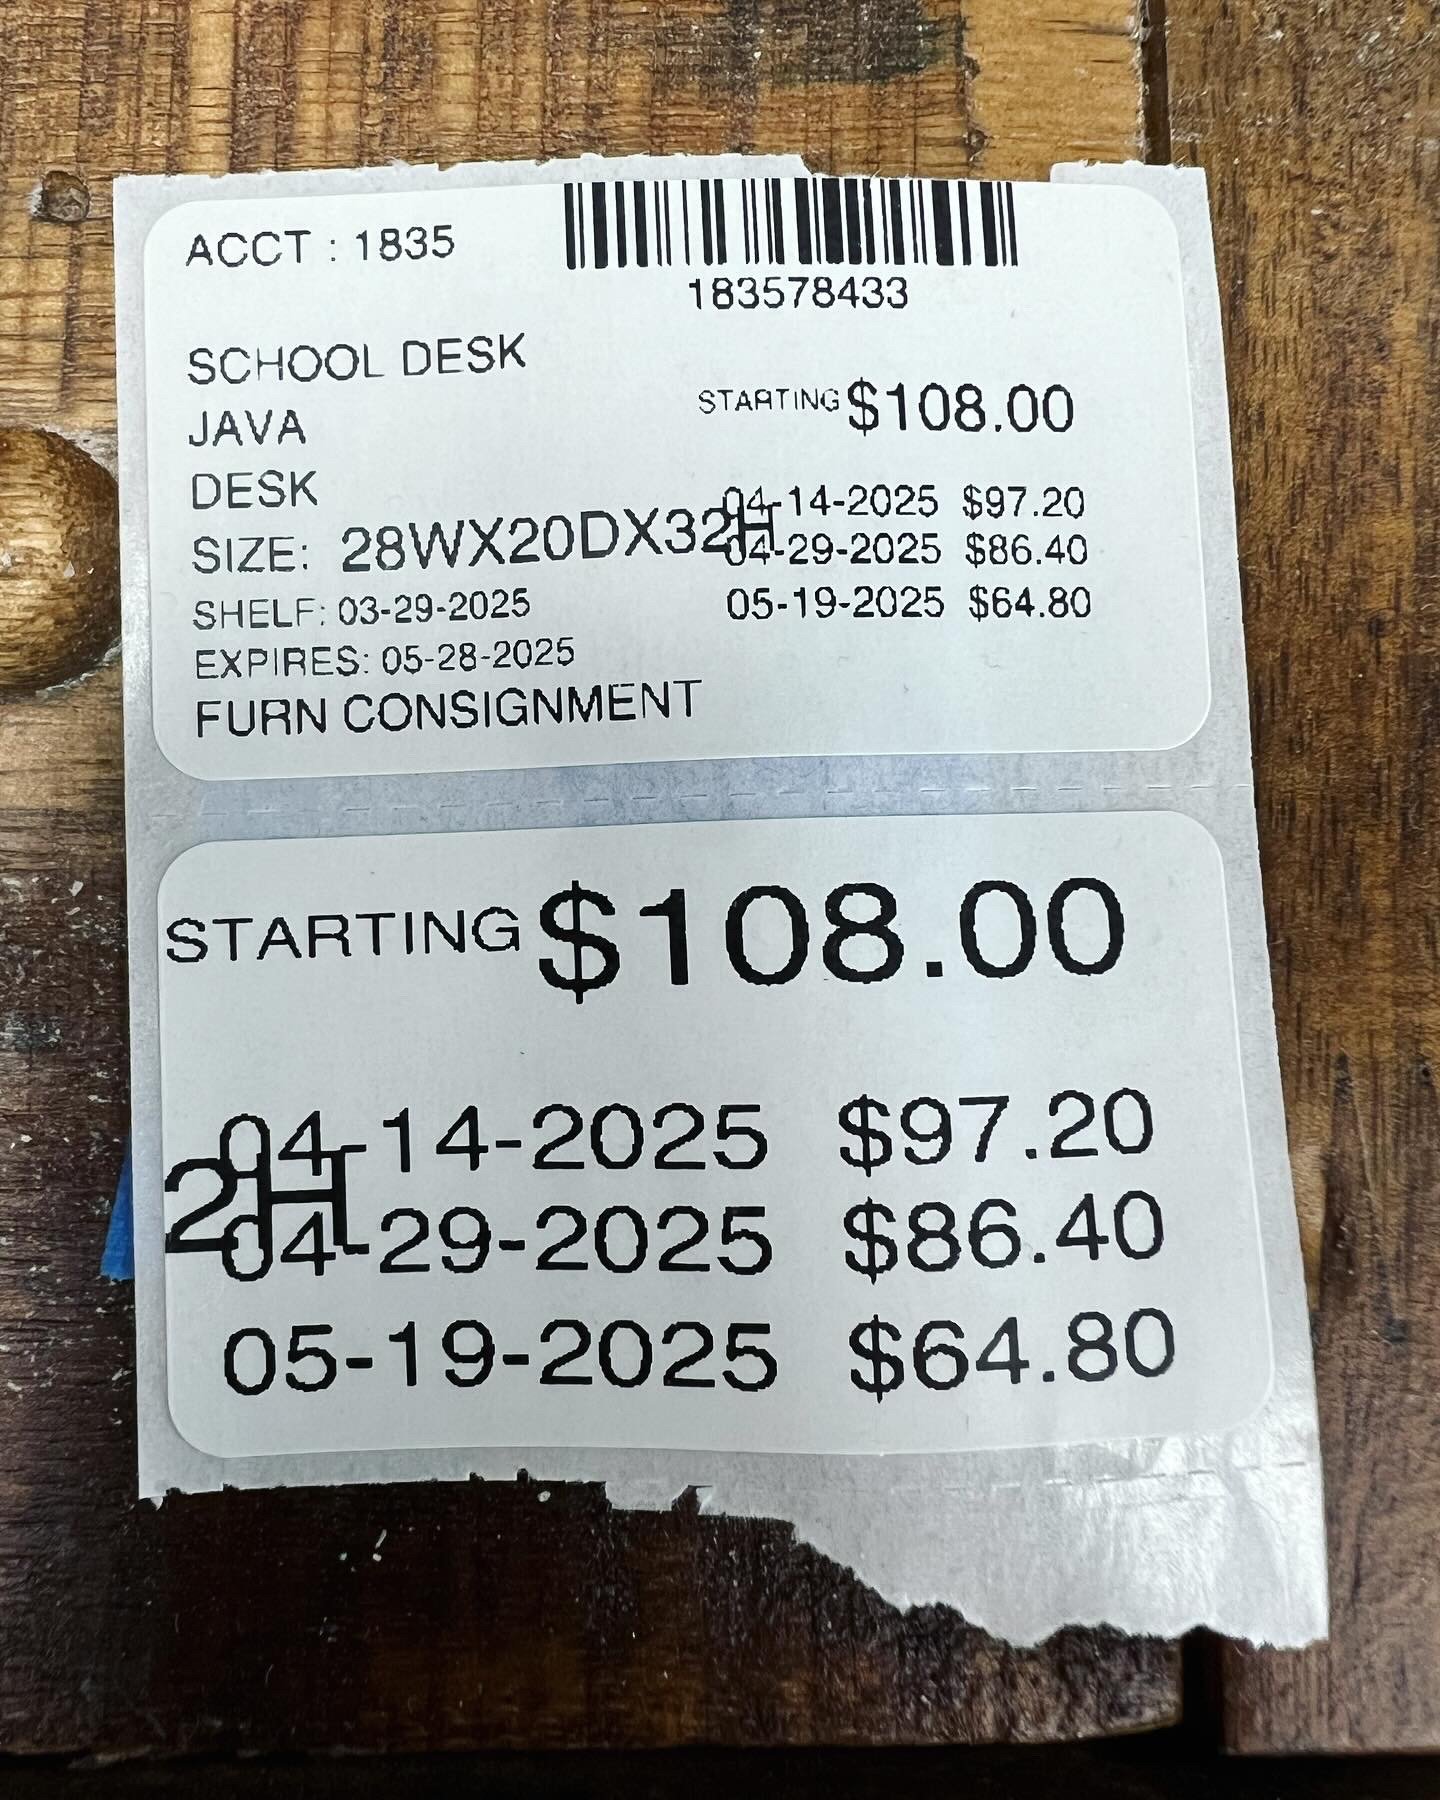 ACCT : 1835
183578433
SCHOOL DESK
JAVA
DESK
SIZE: 28WX20DX32H
SHELF: 03-29-2025
EXPIRES: 05-28-2025
FURN CONSIGNMENT
STARTING $108.00
04-14-2025 $97.20
04-29-2025 $86.40
05-19-2025 $64.80
STARTING $108.00
04-14-2025 $97.20
2H
04-29-2025 $86.40
05-19-2025 $64.80